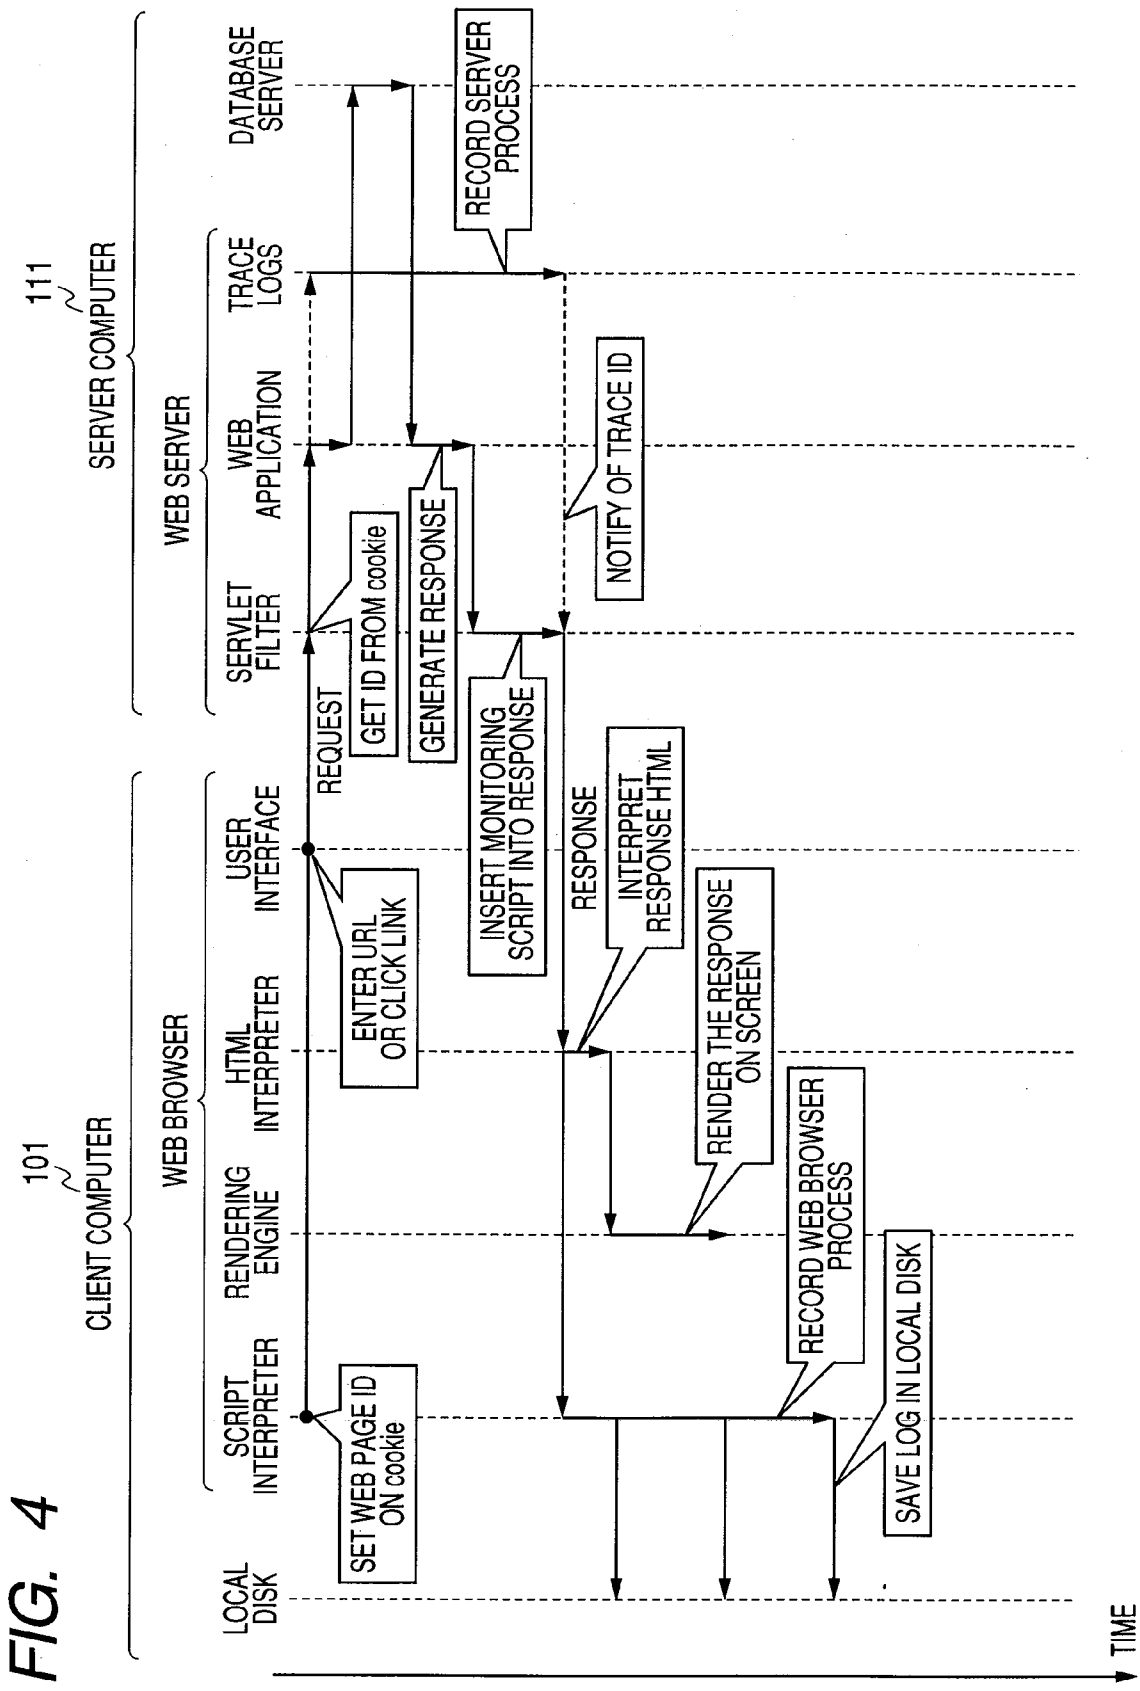 FIG. 4
101
CLIENT COMPUTER
111
SERVER COMPUTER
WEB BROWSER
WEB SERVER
LOCAL
DISK
SCRIPT
INTERPRETER
RENDERING
ENGINE
HTML
INTERPRETER
USER
INTERFACE
SERVLET
FILTER
WEB
APPLICATION
TRACE
LOGS
DATABASE
SERVER
SET WEB PAGE ID
ON cookie
ENTER URL
OR CLICK LINK
REQUEST
GET ID FROM cookie
GENERATE RESPONSE
RECORD SERVER
PROCESS
INSERT MONITORING
SCRIPT INTO RESPONSE
RESPONSE
NOTIFY OF TRACE ID
INTERPRET
RESPONSE HTML
RENDER THE RESPONSE
ON SCREEN
RECORD WEB BROWSER
PROCESS
SAVE LOG IN LOCAL DISK
TIME